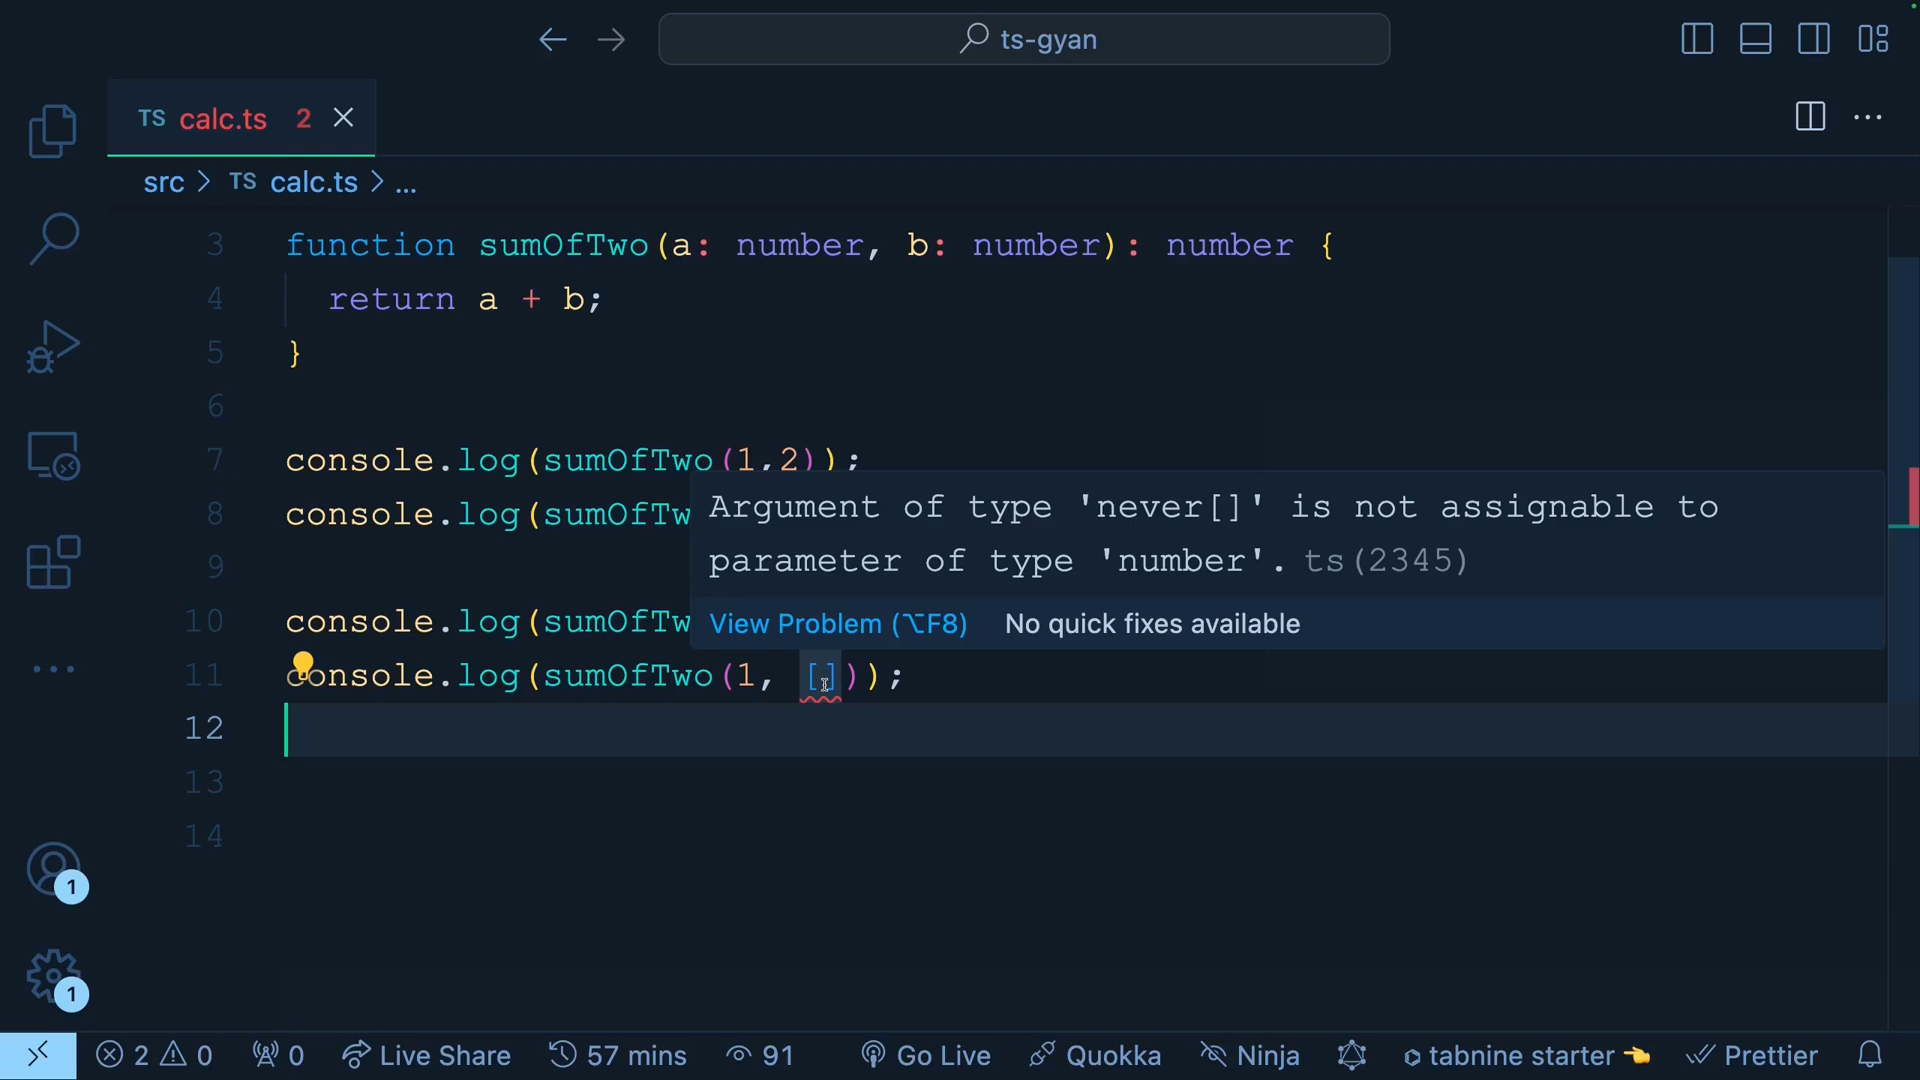 ts-gyan
TS calc.ts 2
src > TS calc.ts > ...
3 function sumOfTwo(a: number, b: number): number {
4 return a + b;
5 }
6
7 console.log(sumOfTwo(1,2));
8 console.log(sumOfTw
9
10 console.log(sumOfTw
11 console.log(sumOfTwo(1, []));
12
13
14
Argument of type 'never[]' is not assignable to
parameter of type 'number'. ts(2345)
View Problem (⌥F8) No quick fixes available
1
1
2 0 0 Live Share 57 mins 91 Go Live Quokka Ninja tabnine starter 👈 Prettier